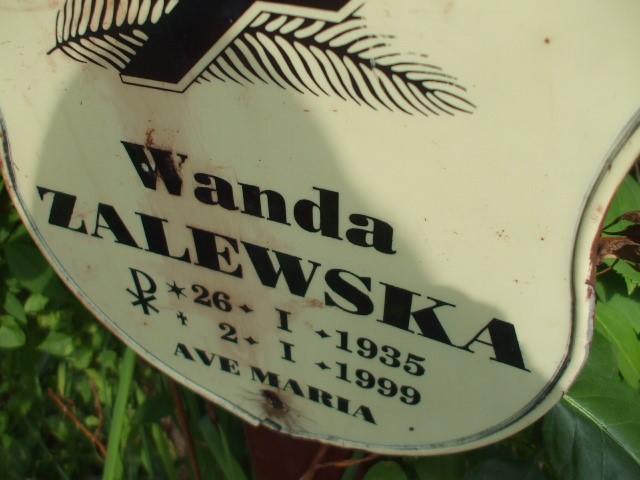 Wanda
ZALEWSKA
☧ * 26 ✦ I ✦ 1935
✝ 2 ✦ I ✦ 1999
AVE MARIA